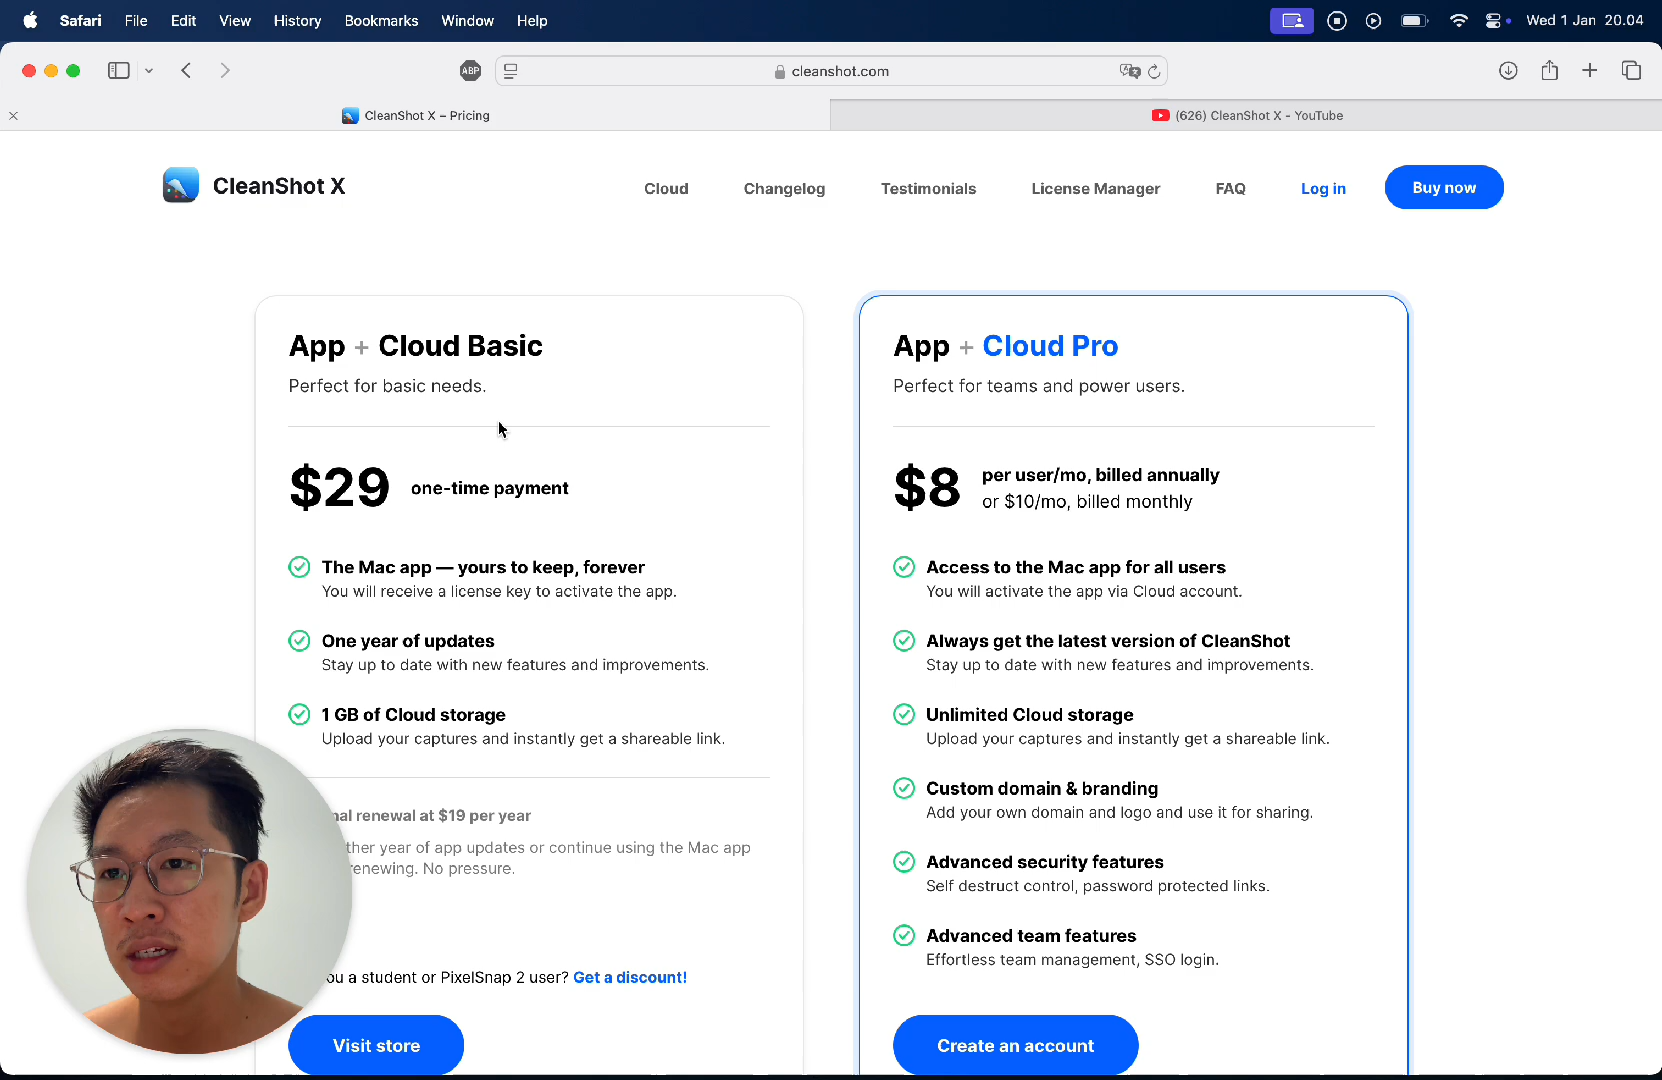 Safari File Edit View History Bookmarks Window Help Wed 1 Jan 20.04
ABP cleanshot.com
CleanShot X – Pricing (626) CleanShot X - YouTube
CleanShot X Cloud Changelog Testimonials License Manager FAQ Log in Buy now
App + Cloud Basic
Perfect for basic needs.
$29 one-time payment
The Mac app — yours to keep, forever
You will receive a license key to activate the app.
One year of updates
Stay up to date with new features and improvements.
1 GB of Cloud storage
Upload your captures and instantly get a shareable link.
renewal at $19 per year
year of app updates or continue using the Mac app
renewing. No pressure.
a student or PixelSnap 2 user? Get a discount!
Visit store
App + Cloud Pro
Perfect for teams and power users.
$8 per user/mo, billed annually
or $10/mo, billed monthly
Access to the Mac app for all users
You will activate the app via Cloud account.
Always get the latest version of CleanShot
Stay up to date with new features and improvements.
Unlimited Cloud storage
Upload your captures and instantly get a shareable link.
Custom domain & branding
Add your own domain and logo and use it for sharing.
Advanced security features
Self destruct control, password protected links.
Advanced team features
Effortless team management, SSO login.
Create an account